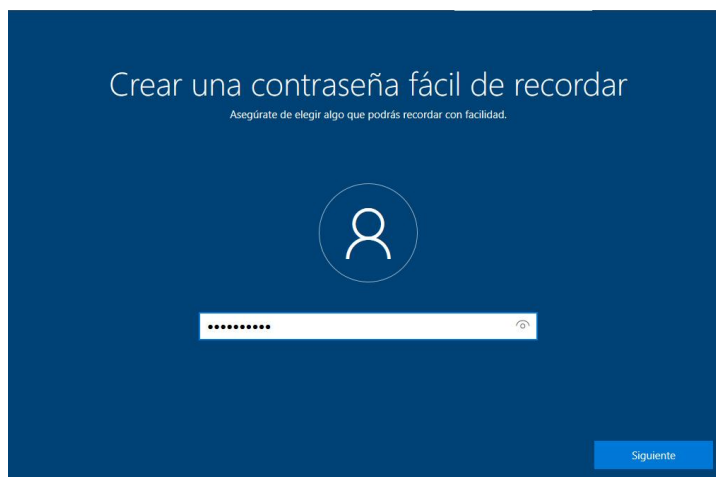 Crear una contraseña fácil de recordar
Asegúrate de elegir algo que podrás recordar con facilidad.
••••••••••
Siguiente